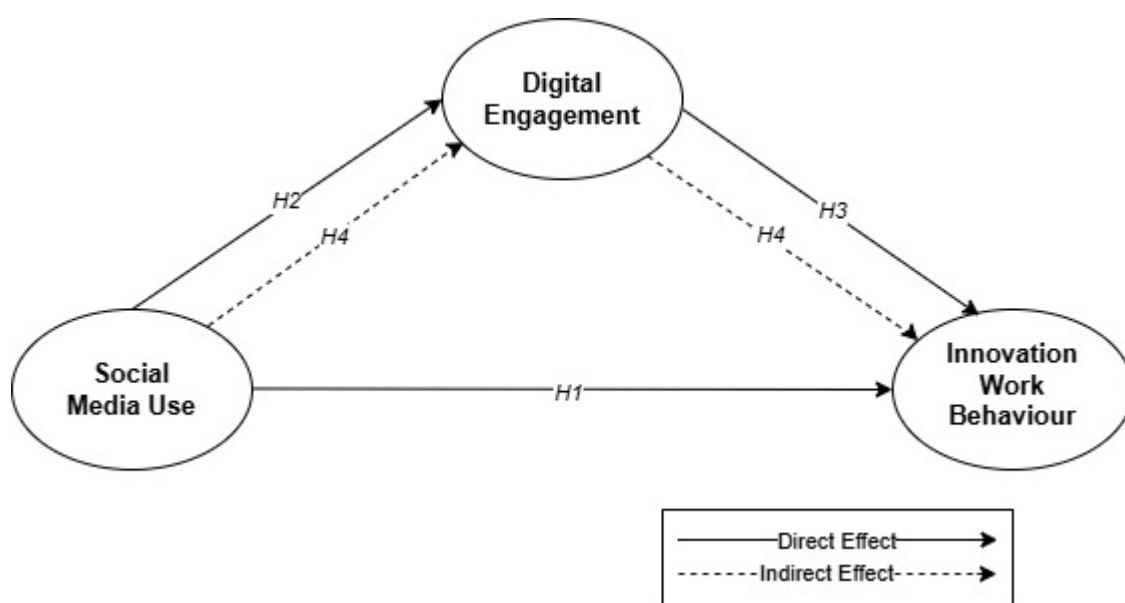 Digital
Engagement
H2
H4
H4
H3
Social
Media Use
H1
Innovation
Work
Behaviour
Direct Effect
Indirect Effect